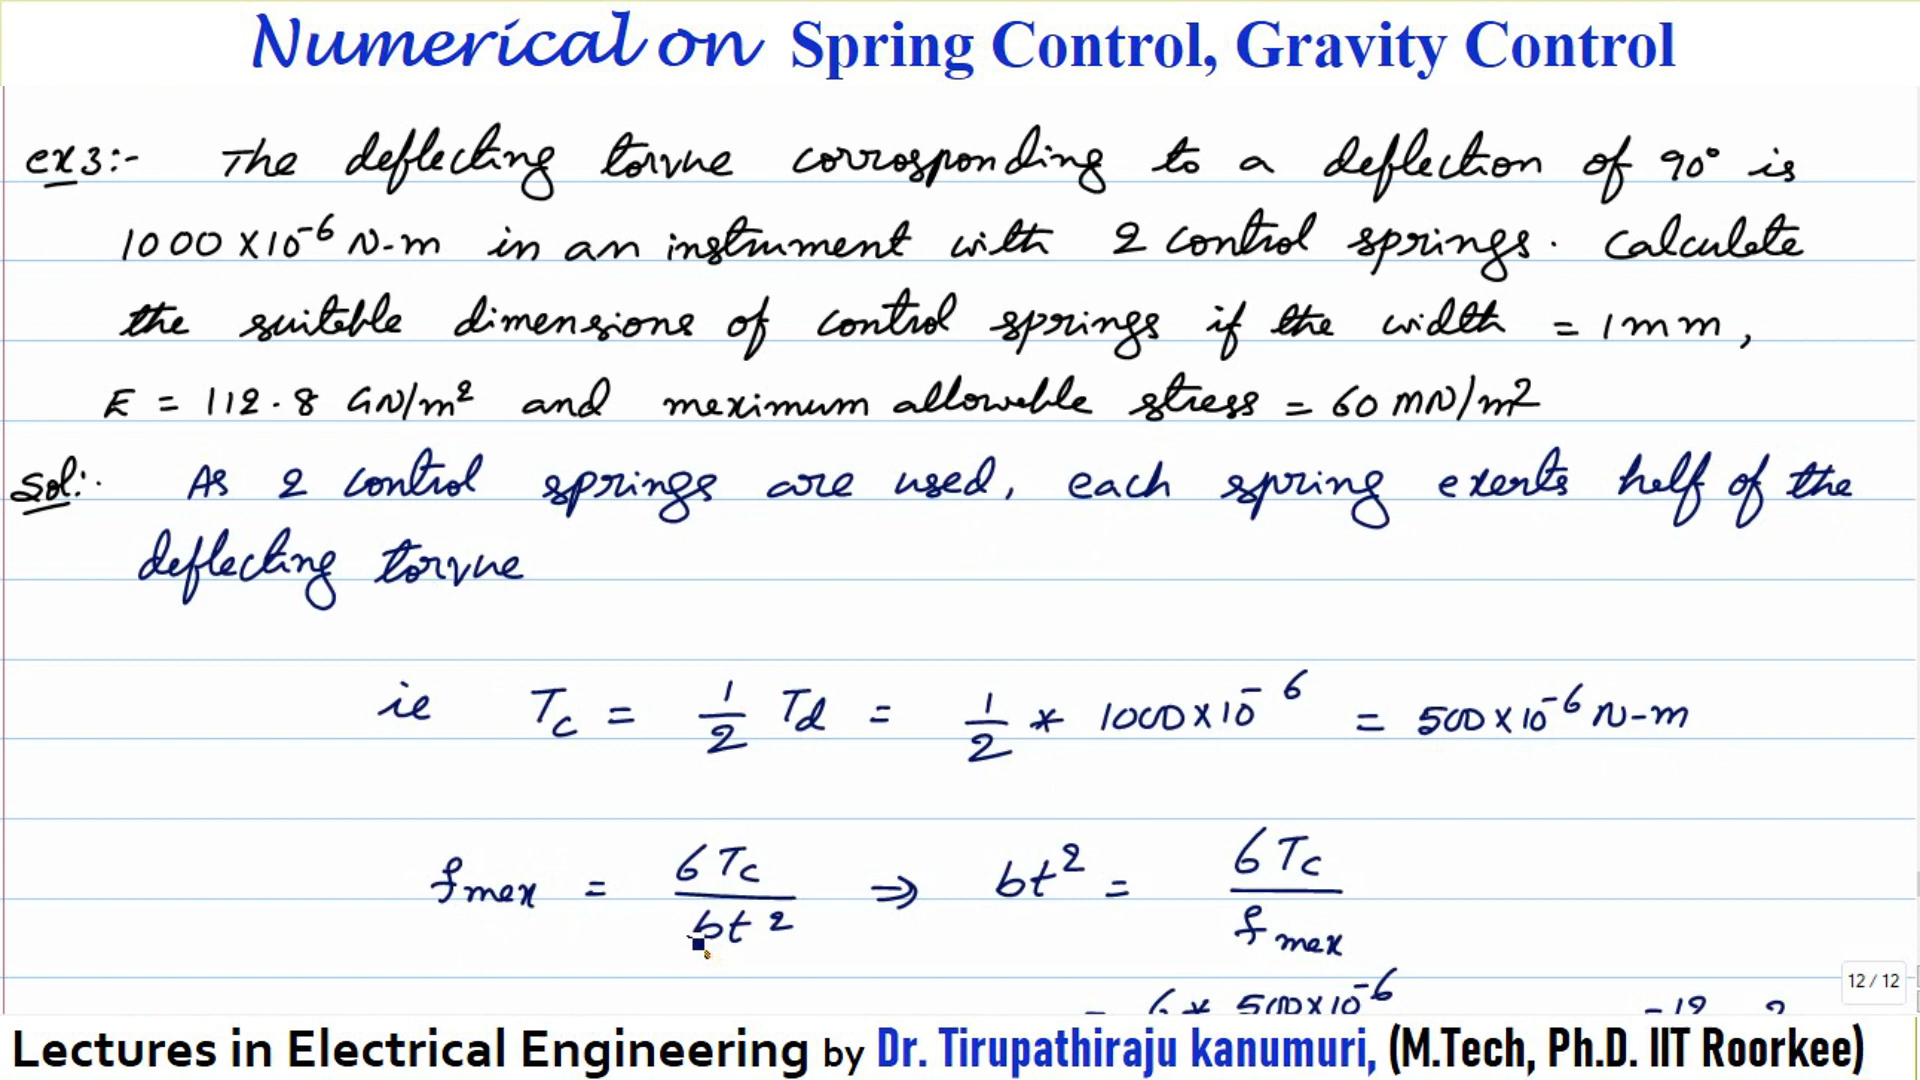 Numerical on Spring Control, Gravity Control
ex3:- The deflecting torque corrosponding to a deflection of 90° is
1000 × 10⁻⁶ N-m in an instrument with 2 control springs. Calculate
the suitable dimensions of control springs if the width = 1mm,
E = 112.8 GN/m² and maximum allowable stress = 60 MN/m²
Sol:. As 2 control springs are used, each spring exerts half of the
deflecting torque
ie Tc = 1/2 Td = 1/2 * 1000×10⁻⁶ = 500×10⁻⁶ N-m
fmax = 6Tc/bt² ⇒ bt² = 6Tc/fmax
= 6 * 500×10⁻⁶
12 / 12
Lectures in Electrical Engineering by Dr. Tirupathiraju kanumuri, (M.Tech, Ph.D. IIT Roorkee)